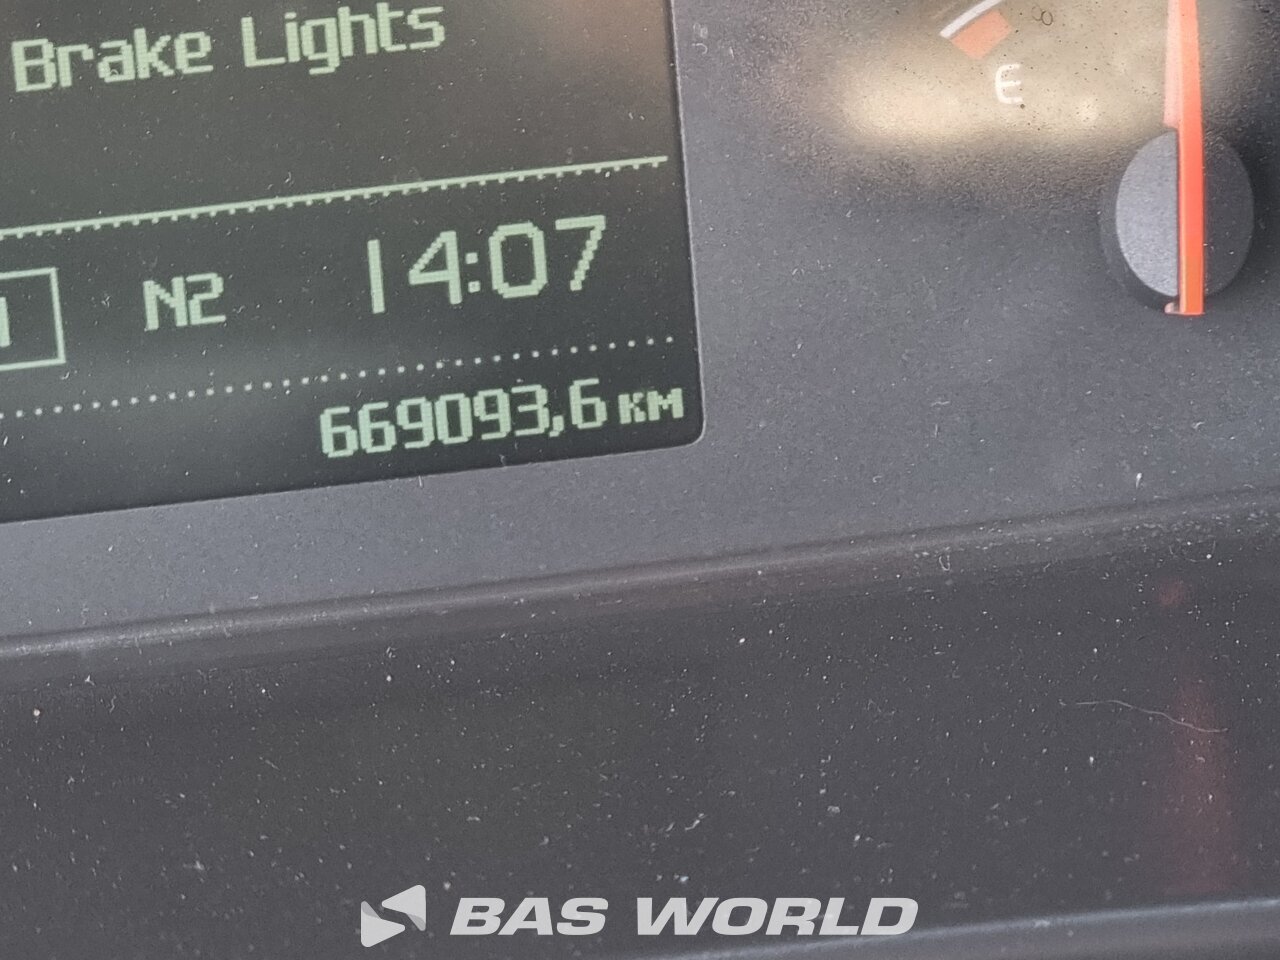 Brake Lights
E
N2 14:07
669093,6 км
BAS WORLD